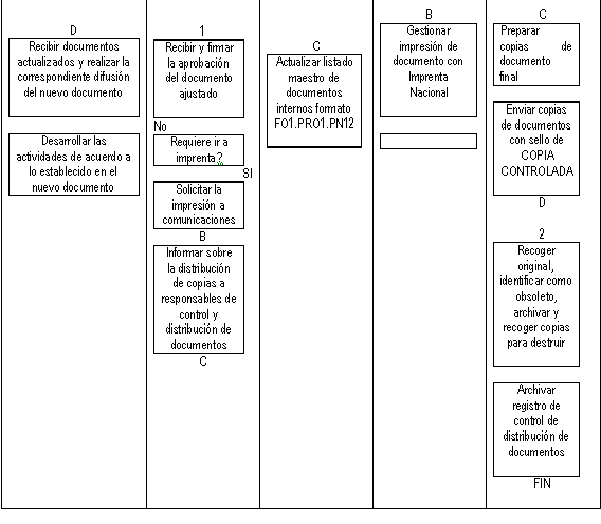 D
Recibir documentos
actualizados y realizar la
correspondiente difusión
del nuevo documento
Desarrollar las
actividades de acuerdo a
lo establecido en el
nuevo documento
1
Recibir y firmar
la aprobación
del documento
ajustado
No
Requiere ir a
imprenta?
SI
Solicitar la
impresión a
comunicaciones
B
Informar sobre
la distribución
de copias a
responsables de
control y
distribución de
documentos
C
C
Actualizar listado
maestro de
documentos
internos formato
FO1.PRO1.PN12
B
Gestionar
impresión de
documento con
Imprenta
Nacional
C
Preparar
copias de
documento
final
Enviar copias
de documentos
con sello de
COPIA
CONTROLADA
D
2
Recoger
original,
identificar como
obsoleto,
archivar y
recoger copias
para destruir
Archivar
registro de
control de
distribución de
documentos
FIN